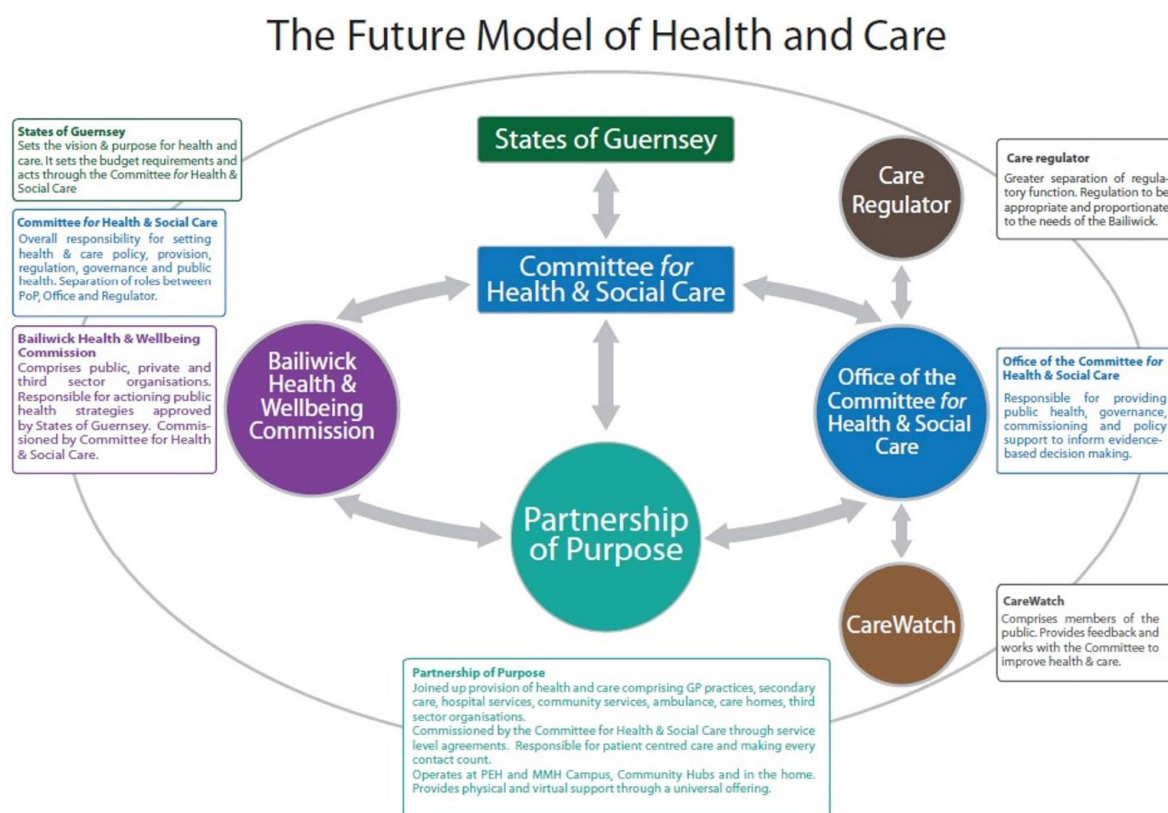 The Future Model of Health and Care
States of Guernsey
Sets the vision & purpose for health and
care. It sets the budget requirements and
acts through the Committee for Health &
Social Care
Committee for Health & Social Care
Overall responsibility for setting
health & care policy, provision,
regulation, governance and public
health. Separation of roles between
PoP, Office and Regulator.
Bailiwick Health & Wellbeing
Commission
Comprises public, private and
third sector organisations.
Responsible for actioning public
health strategies approved
by States of Guernsey. Commis-
sioned by Committee for Health
& Social Care.
States of Guernsey
Committee for
Health & Social Care
Bailiwick
Health &
Wellbeing
Commission
Partnership
of Purpose
Care
Regulator
Office of the
Committee for
Health & Social
Care
CareWatch
Care regulator
Greater separation of regula-
tory function. Regulation to be
appropriate and proportionate
to the needs of the Bailiwick.
Office of the Committee for
Health & Social Care
Responsible for providing
public health, governance,
commissioning and policy
support to inform evidence-
based decision making.
CareWatch
Comprises members of the
public. Provides feedback and
works with the Committee to
improve health & care.
Partnership of Purpose
Joined up provision of health and care comprising GP practices, secondary
care, hospital services, community services, ambulance, care homes, third
sector organisations.
Commissioned by the Committee for Health & Social Care through service
level agreements. Responsible for patient centred care and making every
contact count.
Operates at PEH and MMH Campus, Community Hubs and in the home.
Provides physical and virtual support through a universal offering.